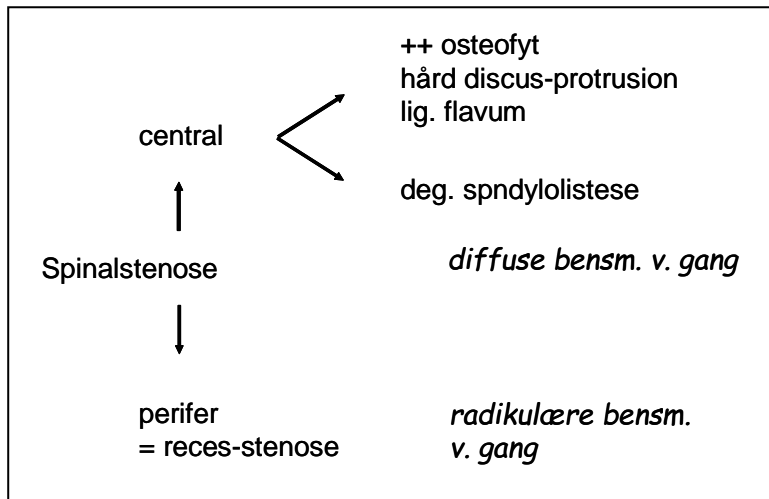 ++ osteofyt
hård discus-protrusion
lig. flavum
central
deg. spndylolistese
Spinalstenose
diffuse bensm. v. gang
perifer
= reces-stenose
radikulære bensm.
v. gang